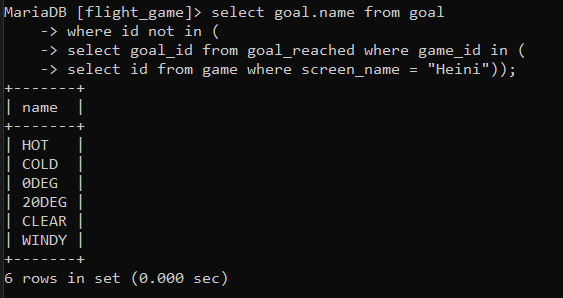 MariaDB [flight_game]> select goal.name from goal
    -> where id not in (
    -> select goal_id from goal_reached where game_id in (
    -> select id from game where screen_name = "Heini"));
+-------+
| name  |
+-------+
| HOT   |
| COLD  |
| 0DEG  |
| 20DEG |
| CLEAR |
| WINDY |
+-------+
6 rows in set (0.000 sec)